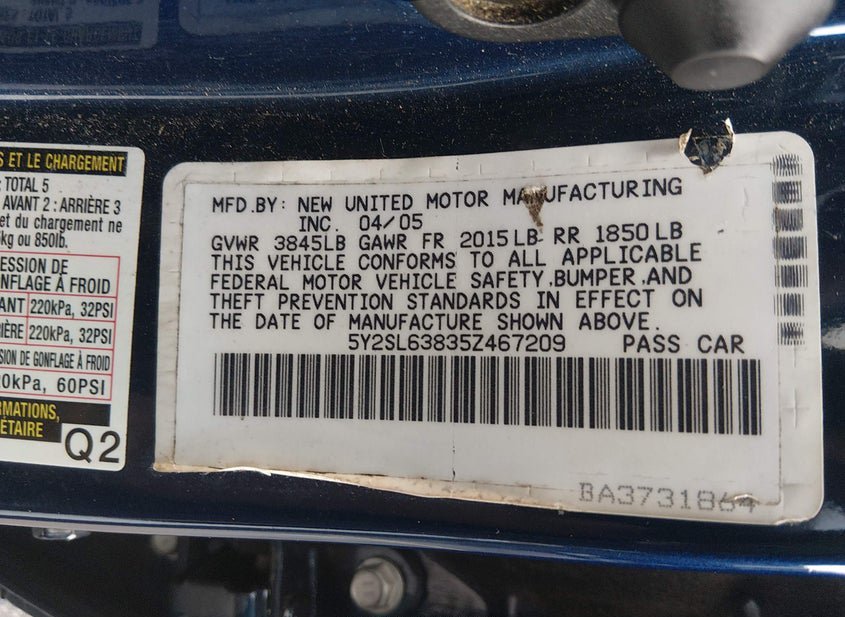 S ET LE CHARGEMENT
TOTAL 5
AVANT 2 : ARRIÈRE 3
et du chargement ne
kg ou 850lb.
ESSION DE
ONFLAGE À FROID
ANT 220kPa, 32PSI
IÈRE 220kPa, 32PSI
SION DE GONFLAGE À FROID
0kPa, 60PSI
RMATIONS,
ÉTAIRE
Q2
MFD.BY: NEW UNITED MOTOR MANUFACTURING
INC. 04/05
GVWR 3845LB GAWR FR 2015LB RR 1850LB
THIS VEHICLE CONFORMS TO ALL APPLICABLE
FEDERAL MOTOR VEHICLE SAFETY,BUMPER,AND
THEFT PREVENTION STANDARDS IN EFFECT ON
THE DATE OF MANUFACTURE SHOWN ABOVE.
5Y2SL63835Z467209 PASS CAR
BA3731864